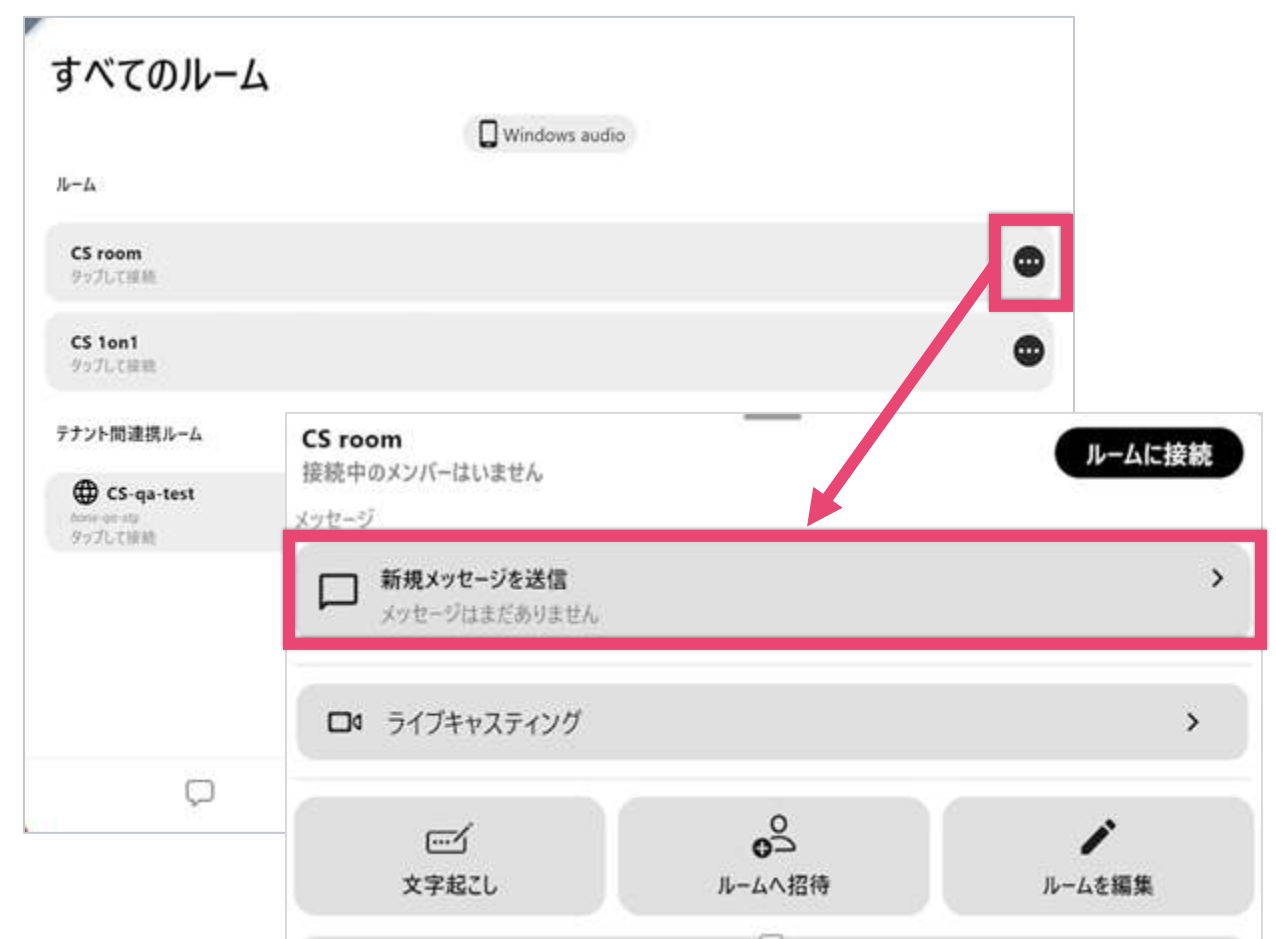 すべてのルーム
Windows audio
ルーム
CS room
タップして接続
CS 1on1
タップして接続
テナント間連携ルーム
CS-qa-test
タップして接続
CS room
接続中のメンバーはいません
ルームに接続
メッセージ
新規メッセージを送信
メッセージはまだありません
ライブキャスティング
文字起こし
ルームへ招待
ルームを編集